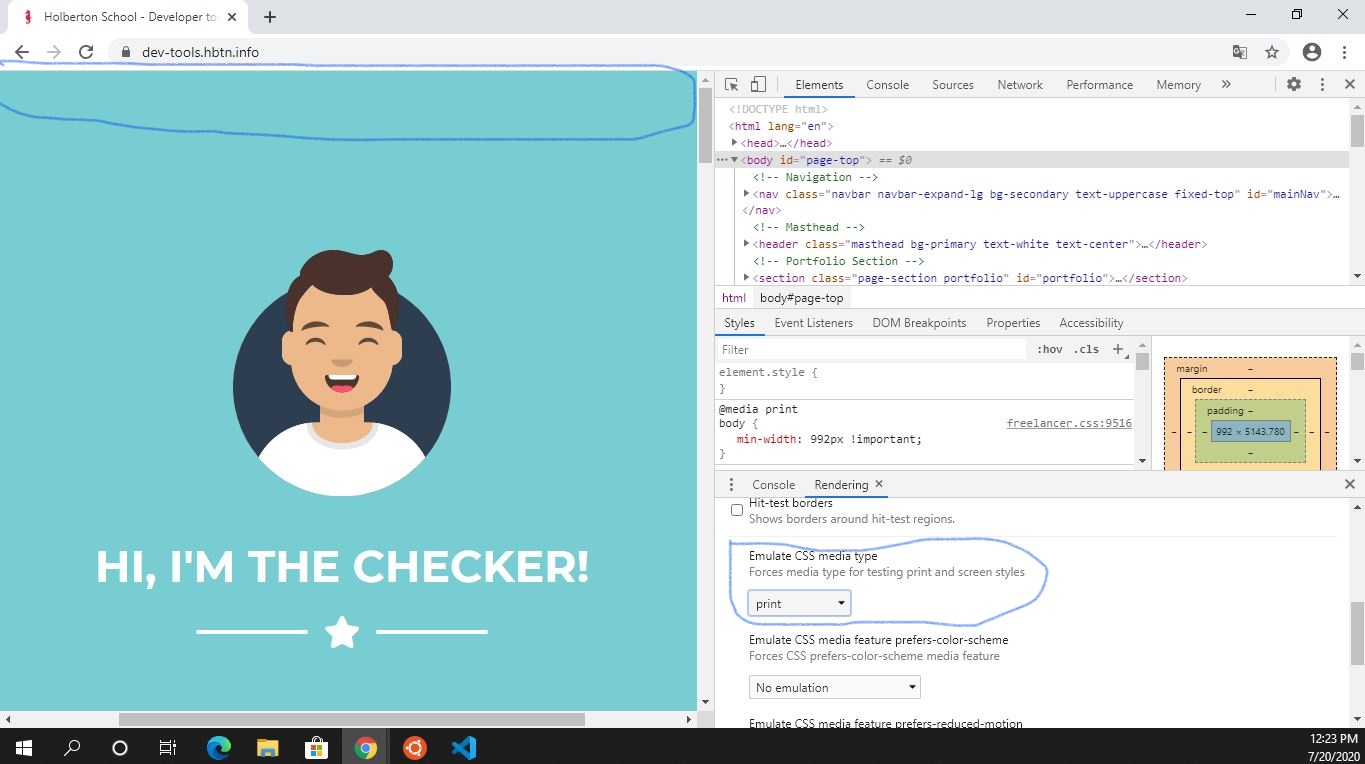 Holberton School - Developer to
dev-tools.hbtn.info
Elements Console Sources Network Performance Memory »
<!DOCTYPE html>
<html lang="en">
<head>…</head>
<body id="page-top"> == $0
<!-- Navigation -->
<nav class="navbar navbar-expand-lg bg-secondary text-uppercase fixed-top" id="mainNav">…
</nav>
<!-- Masthead -->
<header class="masthead bg-primary text-white text-center">…</header>
<!-- Portfolio Section -->
<section class="page-section portfolio" id="portfolio">…</section>
html body#page-top
Styles Event Listeners DOM Breakpoints Properties Accessibility
Filter :hov .cls +
element.style {
}
@media print
body { freelancer.css:9516
min-width: 992px !important;
}
margin –
border –
padding –
– – – 992 × 5143.780 – – –
–
Console Rendering ×
Hit-test borders
Shows borders around hit-test regions.
Emulate CSS media type
Forces media type for testing print and screen styles
print
Emulate CSS media feature prefers-color-scheme
Forces CSS prefers-color-scheme media feature
No emulation
Emulate CSS media feature prefers-reduced-motion
HI, I'M THE CHECKER!
12:23 PM
7/20/2020